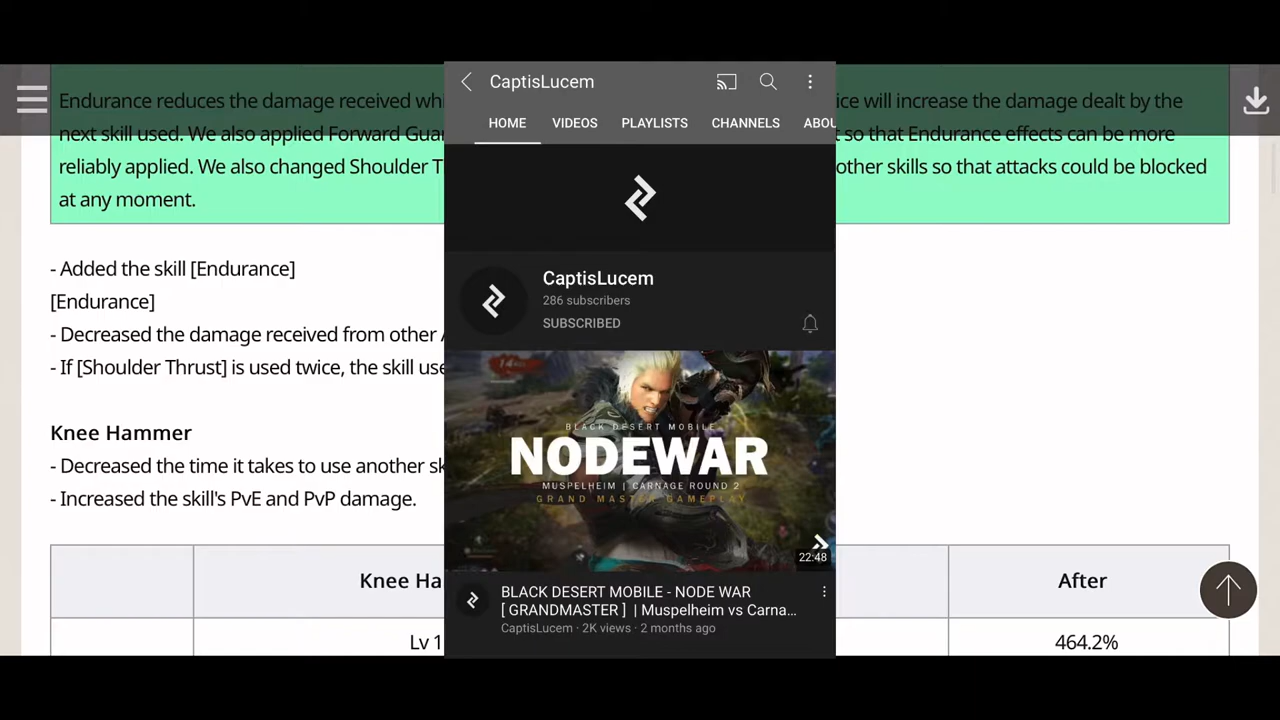 Endurance reduces the damage received
ice will increase the damage dealt by the
next skill used. We also applied Forward
so that Endurance effects can be more
reliably applied. We also changed Shoulder
other skills so that attacks could be blocked
at any moment.
- Added the skill [Endurance]
[Endurance]
- Decreased the damage received from other
- If [Shoulder Thrust] is used twice, the skill
Knee Hammer
- Decreased the time it takes to use another
- Increased the skill's PvE and PvP damage.
Knee Ha
After
Lv 1
464.2%
CaptisLucem
HOME
VIDEOS
PLAYLISTS
CHANNELS
ABOU
CaptisLucem
286 subscribers
SUBSCRIBED
BLACK DESERT MOBILE
NODEWAR
MUSPELHEIM | CARNAGE ROUND 2
GRAND MASTER GAMEPLAY
22:48
BLACK DESERT MOBILE - NODE WAR
[ GRANDMASTER ] | Muspelheim vs Carna...
CaptisLucem · 2K views · 2 months ago